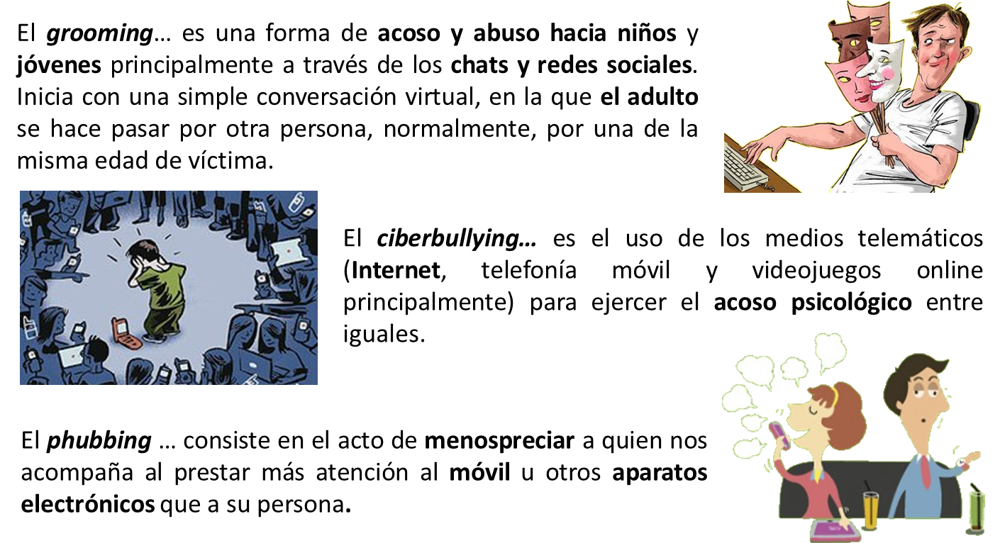 El grooming... es una forma de acoso y abuso hacia niños y
jóvenes principalmente a través de los chats y redes sociales.
Inicia con una simple conversación virtual, en la que el adulto
se hace pasar por otra persona, normalmente, por una de la
misma edad de víctima.
El ciberbullying... es el uso de los medios telemáticos
(Internet, telefonía móvil y videojuegos online
principalmente) para ejercer el acoso psicológico entre
iguales.
El phubbing ... consiste en el acto de menospreciar a quien nos
acompaña al prestar más atención al móvil u otros aparatos
electrónicos que a su persona.